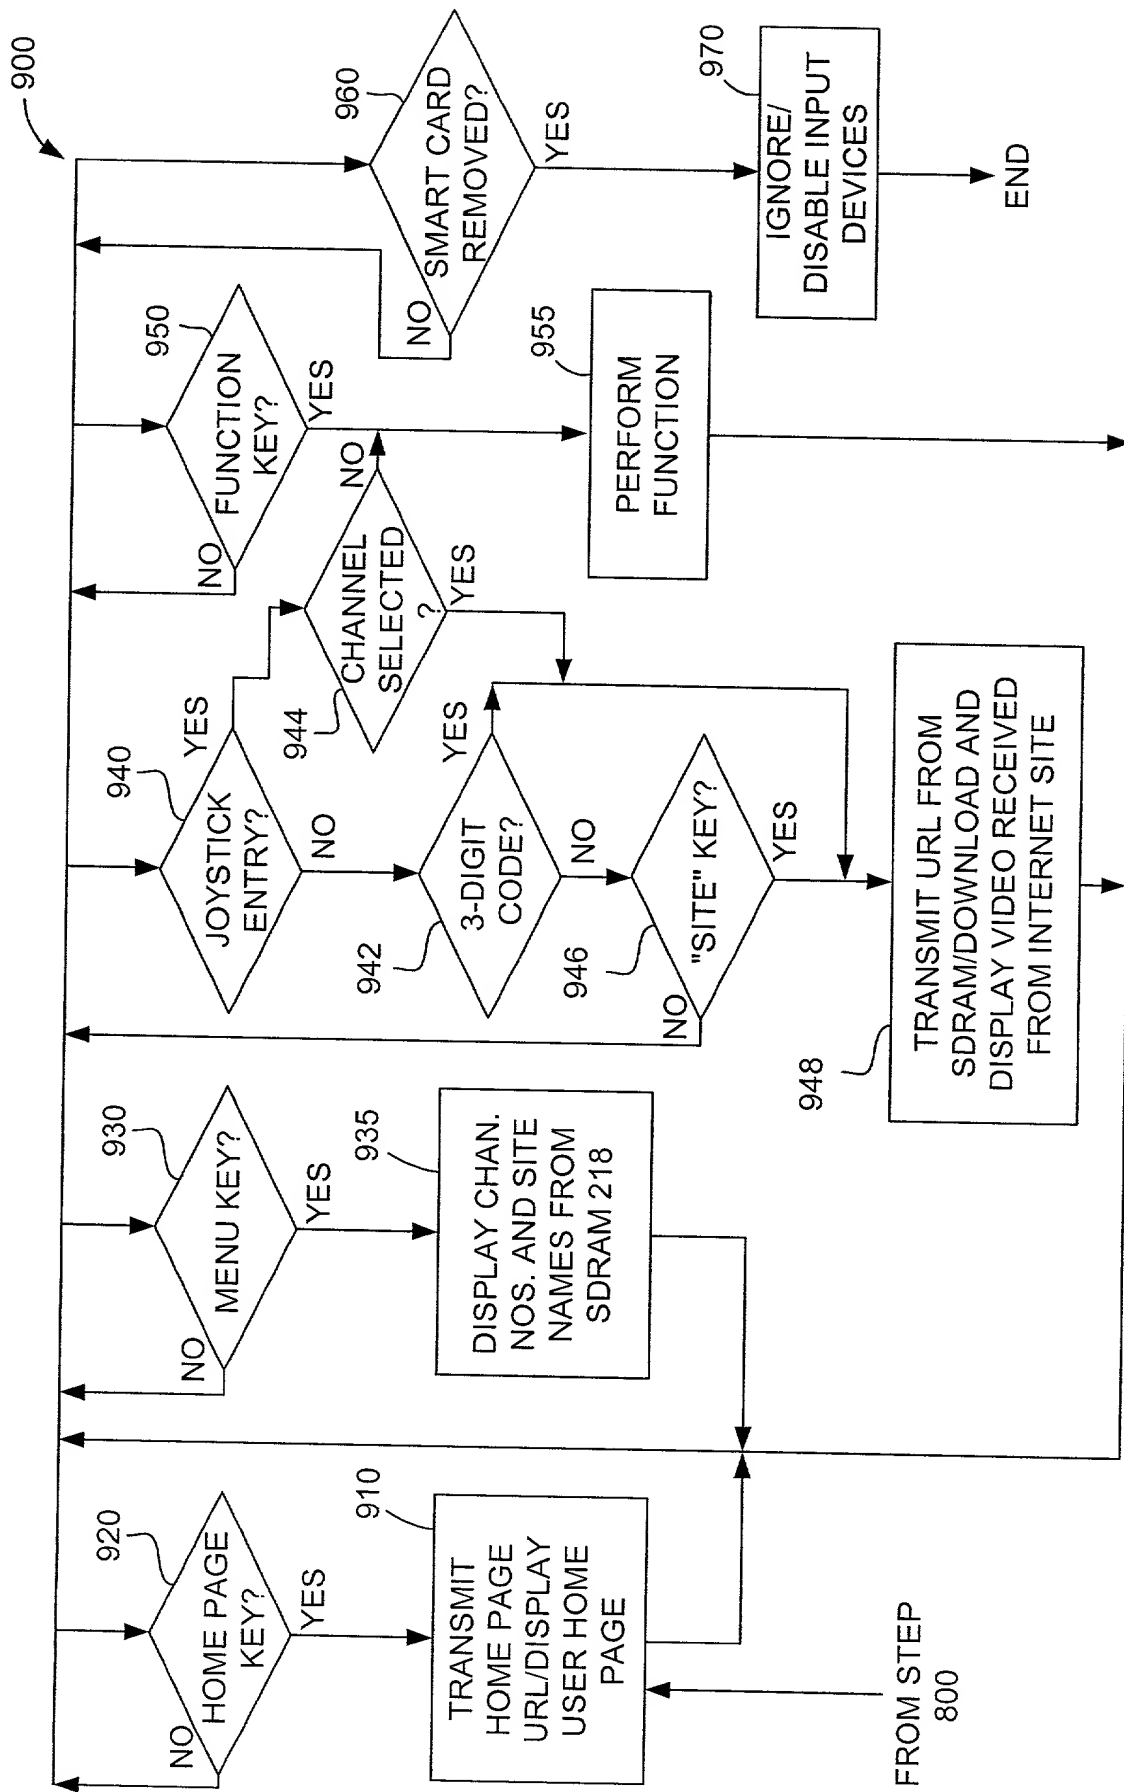 900
920
HOME PAGE
KEY?
NO
YES
910
TRANSMIT
HOME PAGE
URL/DISPLAY
USER HOME
PAGE
FROM STEP
800
930
MENU KEY?
NO
YES
935
DISPLAY CHAN.
NOS. AND SITE
NAMES FROM
SDRAM 218
940
JOYSTICK
ENTRY?
YES
NO
942
3-DIGIT
CODE?
YES
NO
944
CHANNEL
SELECTED
?
NO
YES
946
"SITE" KEY?
NO
YES
948
TRANSMIT URL FROM
SDRAM/DOWNLOAD AND
DISPLAY VIDEO RECEIVED
FROM INTERNET SITE
950
FUNCTION
KEY?
NO
YES
955
PERFORM
FUNCTION
960
SMART CARD
REMOVED?
NO
YES
970
IGNORE/
DISABLE INPUT
DEVICES
END